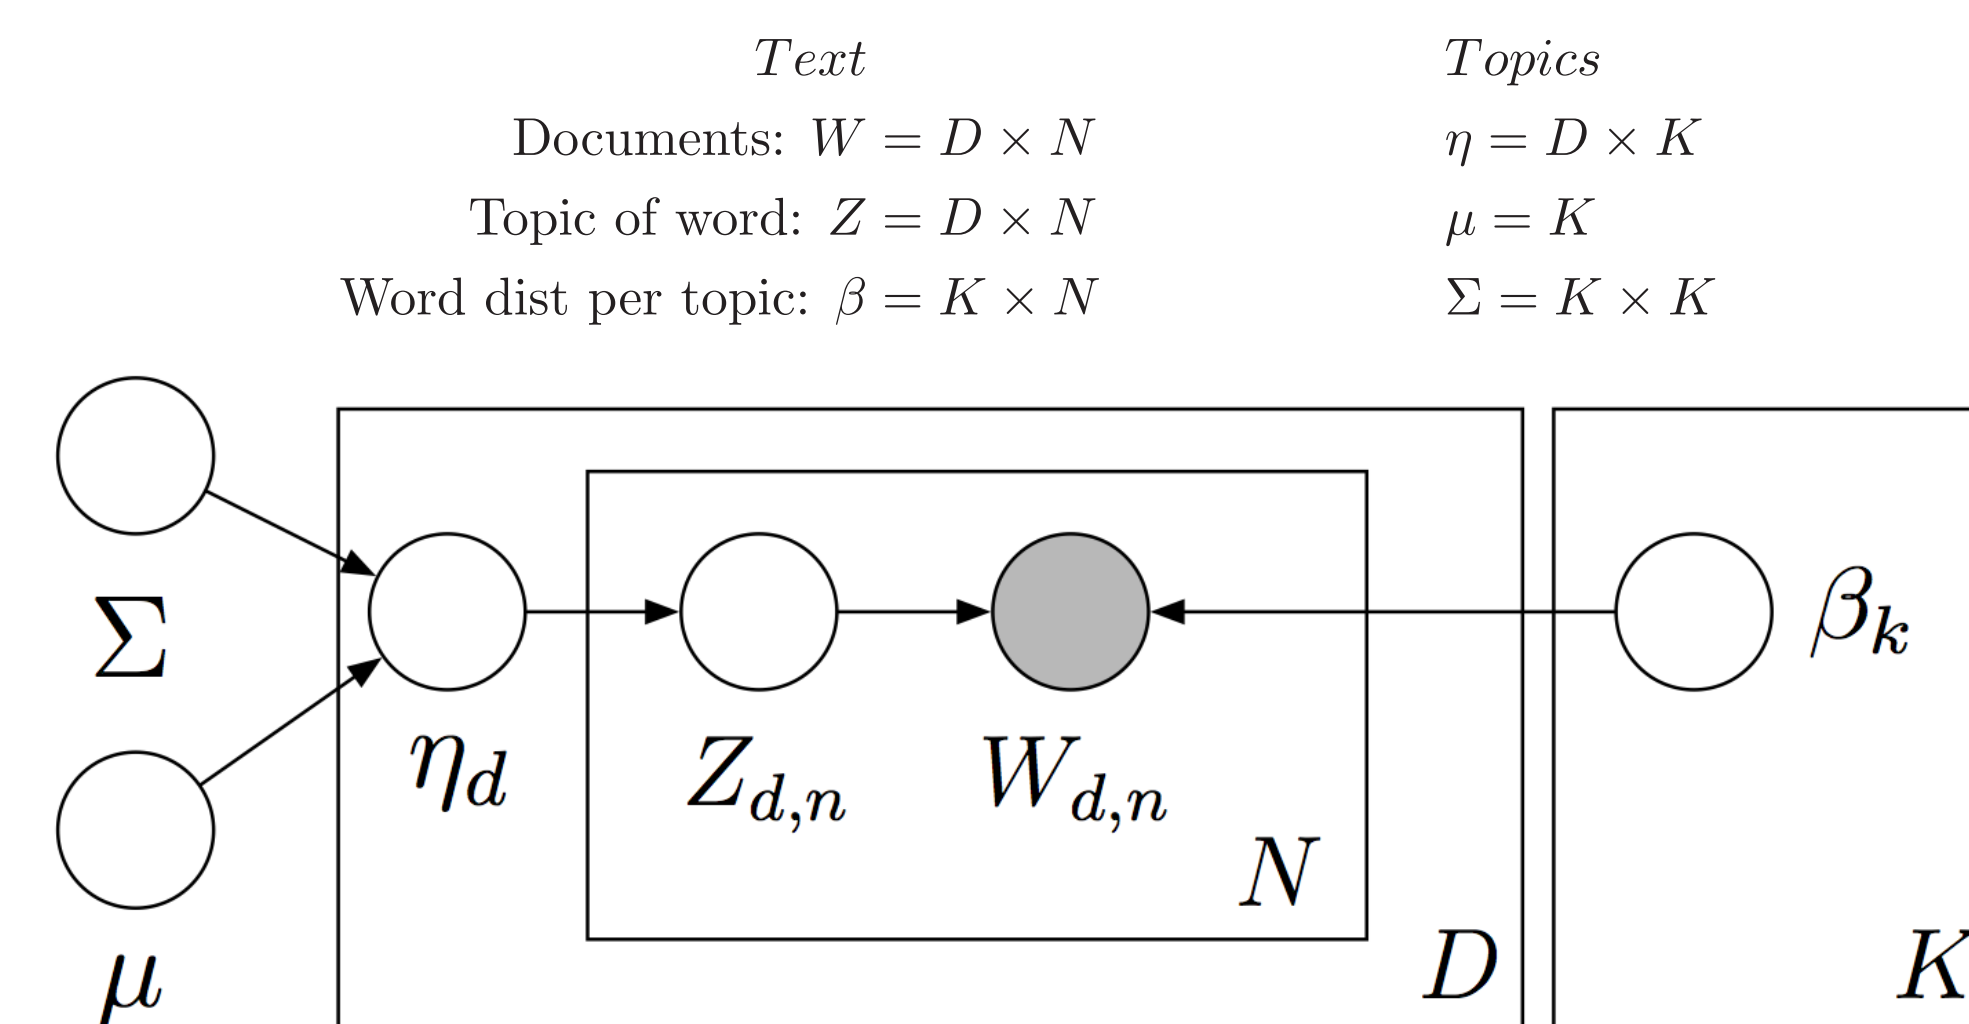 Text Topics
Documents: W = D × N η = D × K
Topic of word: Z = D × N μ = K
Word dist per topic: β = K × N Σ = K × K
Σ
β_k
η_d Z_{d,n} W_{d,n}
N
D K
μ